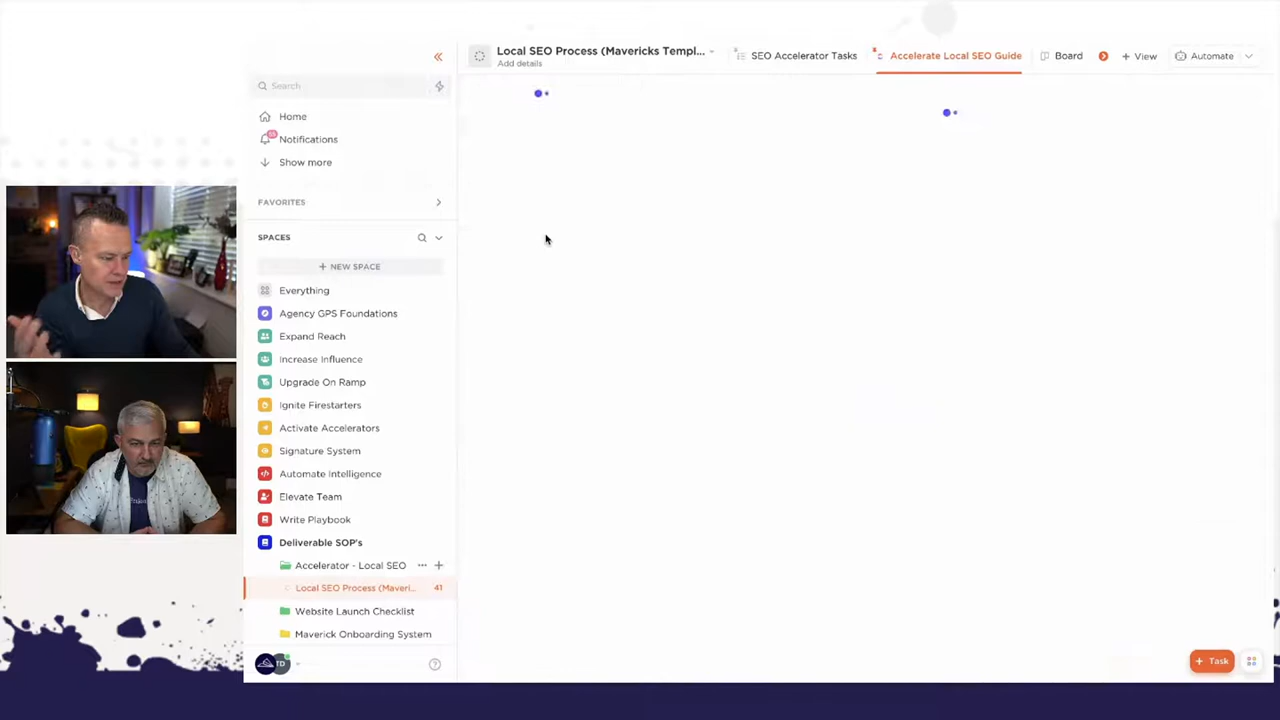 Local SEO Process (Mavericks Templ...
Add details
SEO Accelerator Tasks
Accelerate Local SEO Guide
Board
+ View
Automate
Search
Home
Notifications
Show more
FAVORITES
SPACES
+ NEW SPACE
Everything
Agency GPS Foundations
Expand Reach
Increase Influence
Upgrade On Ramp
Ignite Firestarters
Activate Accelerators
Signature System
Automate Intelligence
Elevate Team
Write Playbook
Deliverable SOP's
Accelerator - Local SEO
Local SEO Process (Maveri... 41
Website Launch Checklist
Maverick Onboarding System
TD
+ Task